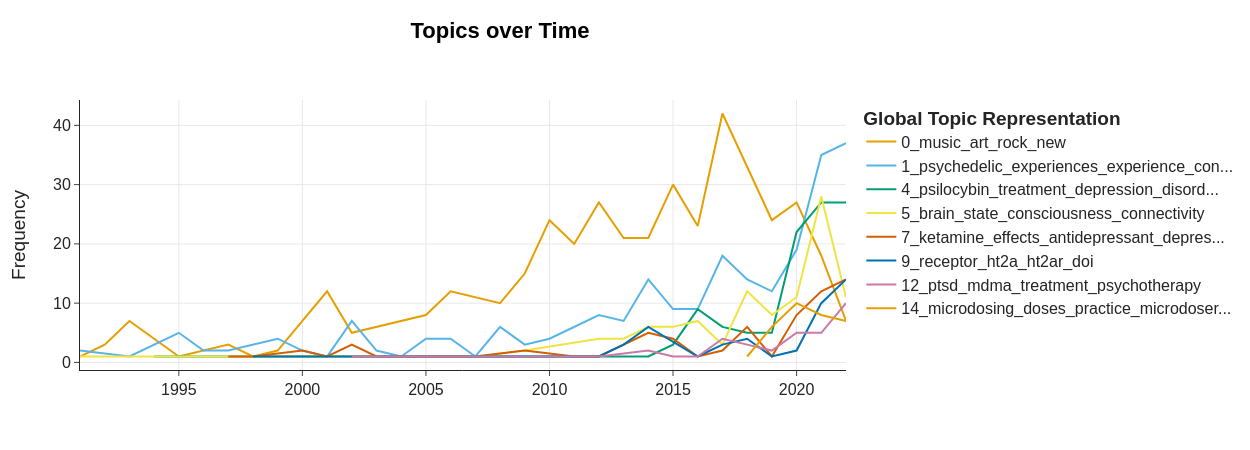 Topics over Time
Frequency
40
30
20
10
0
1995 2000 2005 2010 2015 2020
Global Topic Representation
0_music_art_rock_new
1_psychedelic_experiences_experience_con...
4_psilocybin_treatment_depression_disord...
5_brain_state_consciousness_connectivity
7_ketamine_effects_antidepressant_depres...
9_receptor_ht2a_ht2ar_doi
12_ptsd_mdma_treatment_psychotherapy
14_microdosing_doses_practice_microdoser...